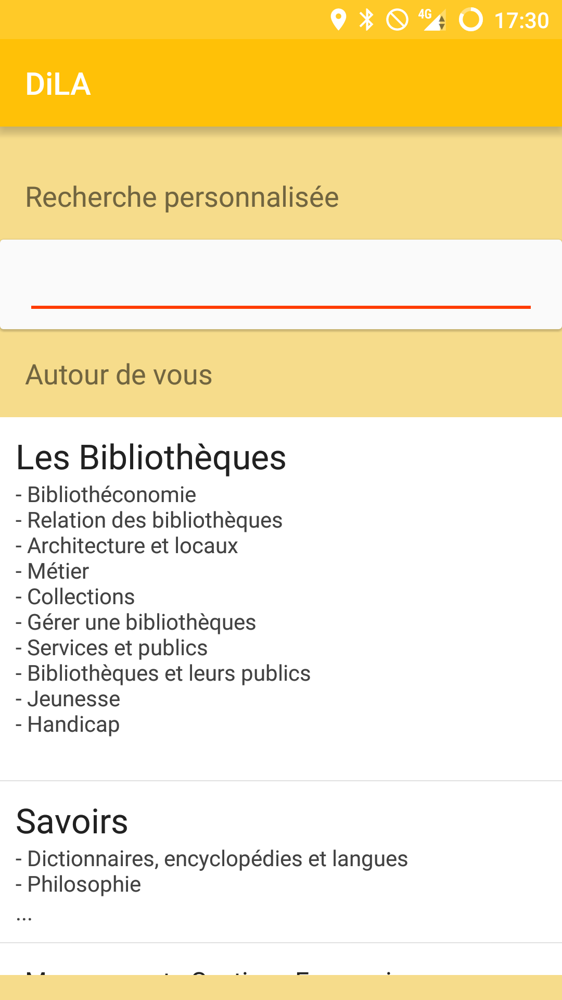 4G 17:30
DiLA
Recherche personnalisée
Autour de vous
Les Bibliothèques
- Bibliothéconomie
- Relation des bibliothèques
- Architecture et locaux
- Métier
- Collections
- Gérer une bibliothèques
- Services et publics
- Bibliothèques et leurs publics
- Jeunesse
- Handicap
Savoirs
- Dictionnaires, encyclopédies et langues
- Philosophie
...